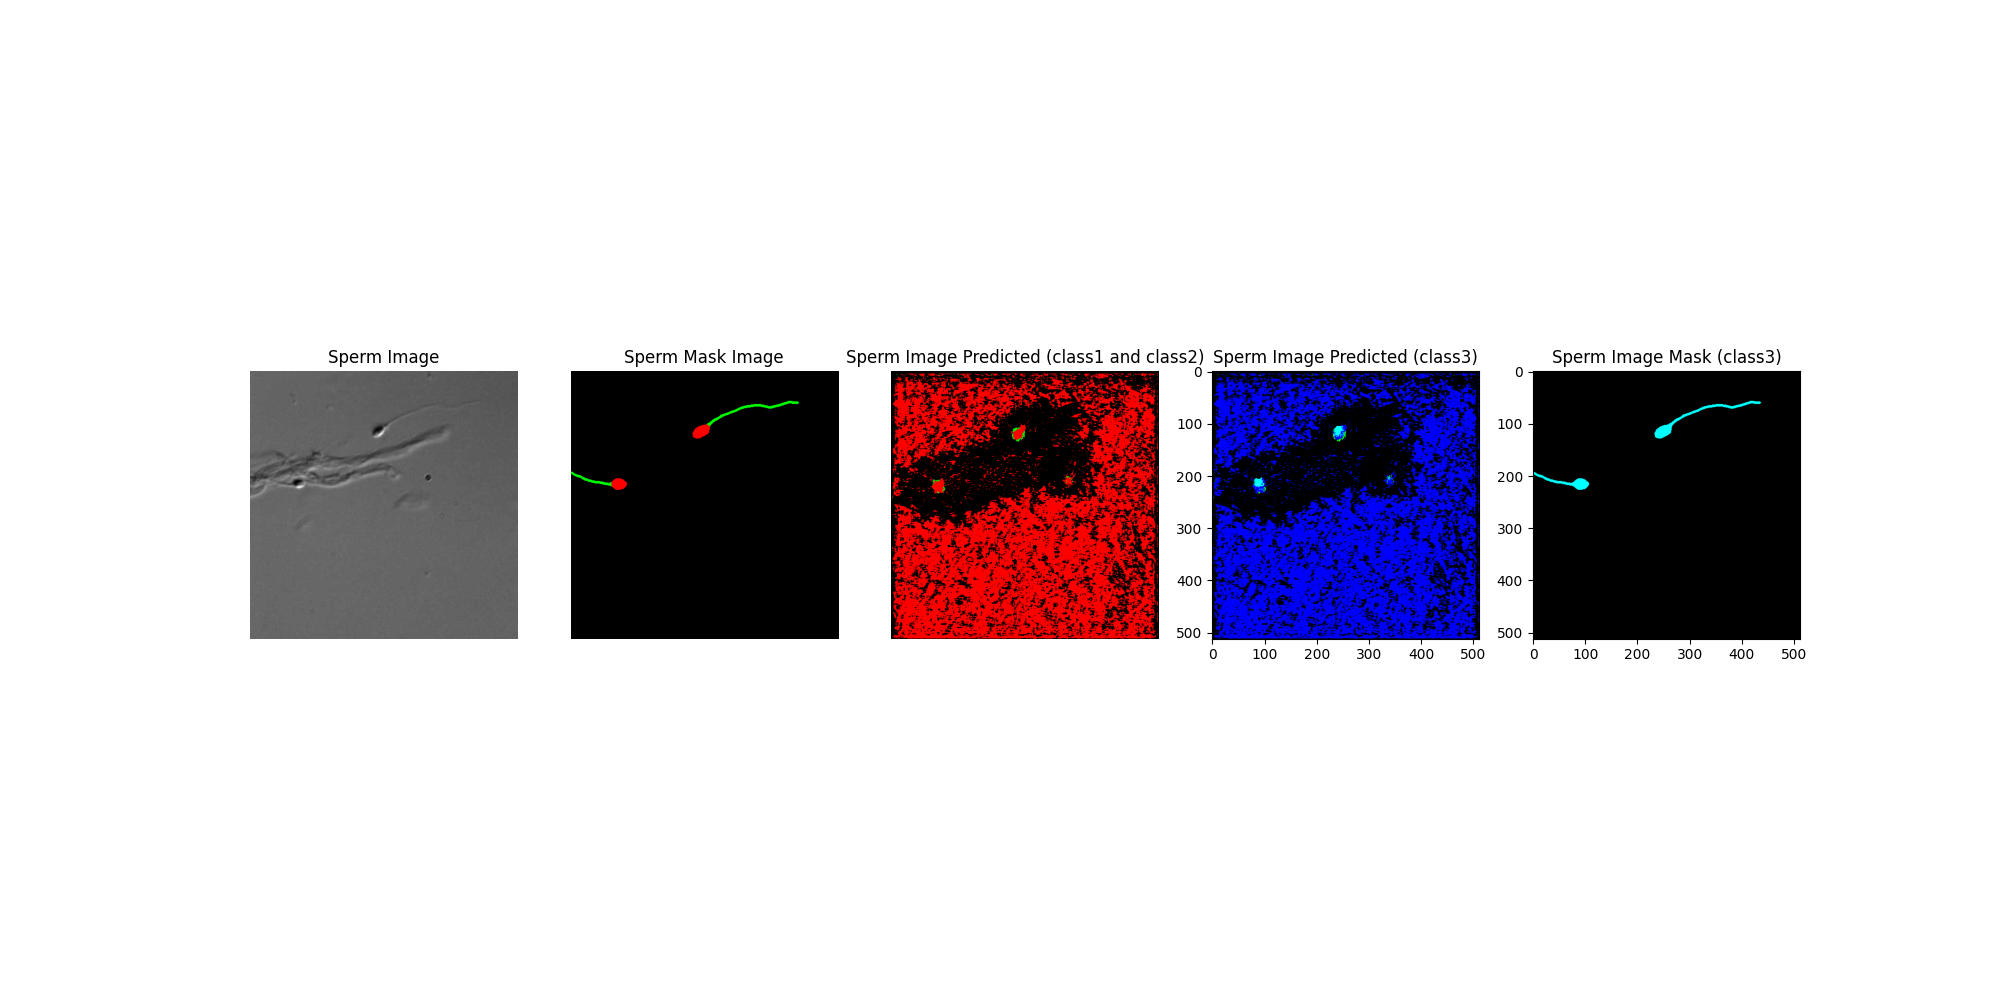 Sperm Image
Sperm Mask Image
Sperm Image Predicted (class1 and class2)
Sperm Image Predicted (class3)
Sperm Image Mask (class3)
0
100
200
300
400
500
0 100 200 300 400 500
0
100
200
300
400
500
0 100 200 300 400 500